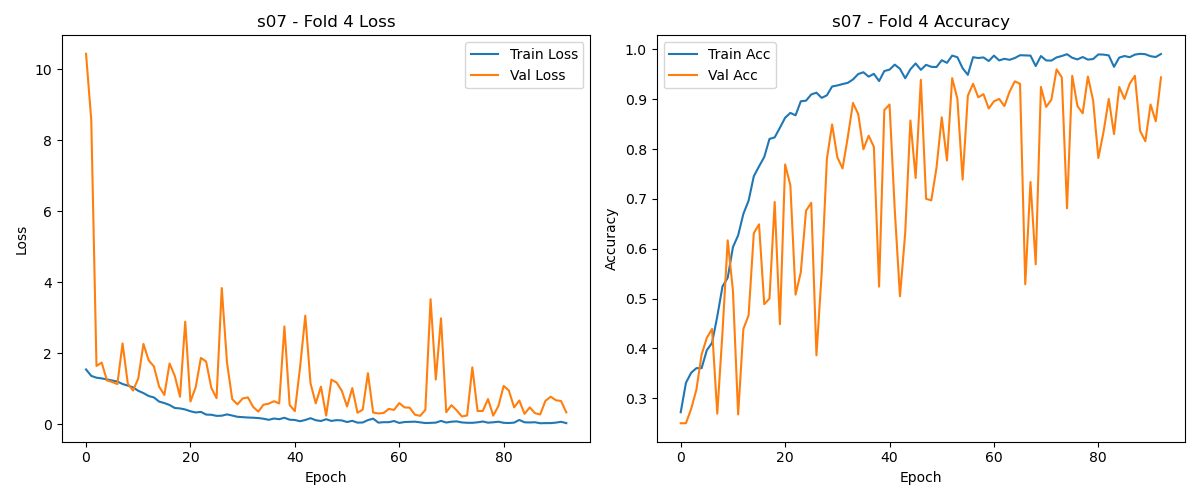 s07 - Fold 4 Loss
Train Loss
Val Loss
10
8
6
4
2
0
Loss
0 20 40 60 80
Epoch
s07 - Fold 4 Accuracy
Train Acc
Val Acc
1.0
0.9
0.8
0.7
0.6
0.5
0.4
0.3
Accuracy
0 20 40 60 80
Epoch